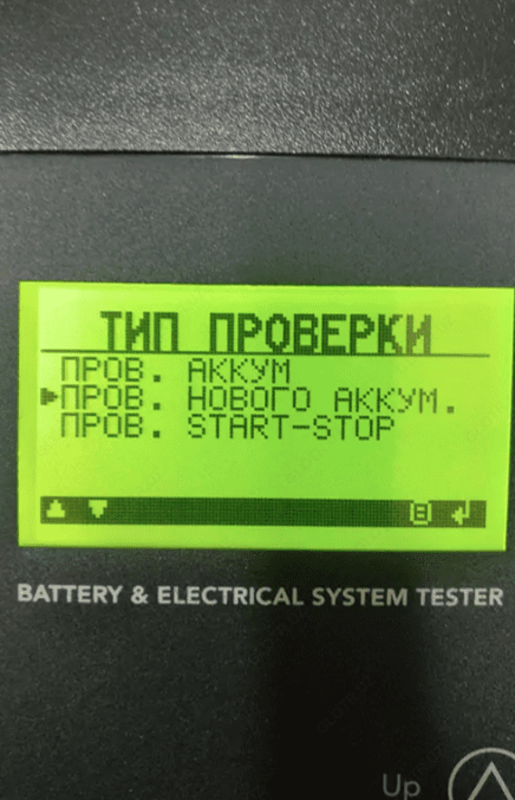 ТИП ПРОВЕРКИ
ПРОВ. АККУМ
ПРОВ. НОВОГО АККУМ.
ПРОВ. START-STOP
BATTERY & ELECTRICAL SYSTEM TESTER
Up